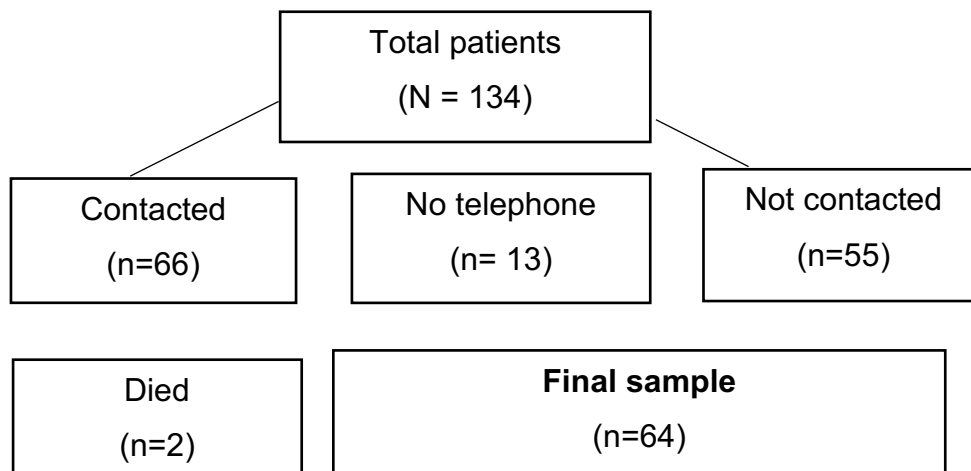 Total patients
(N = 134)
Contacted
(n=66)
No telephone
(n= 13)
Not contacted
(n=55)
Died
(n=2)
Final sample
(n=64)